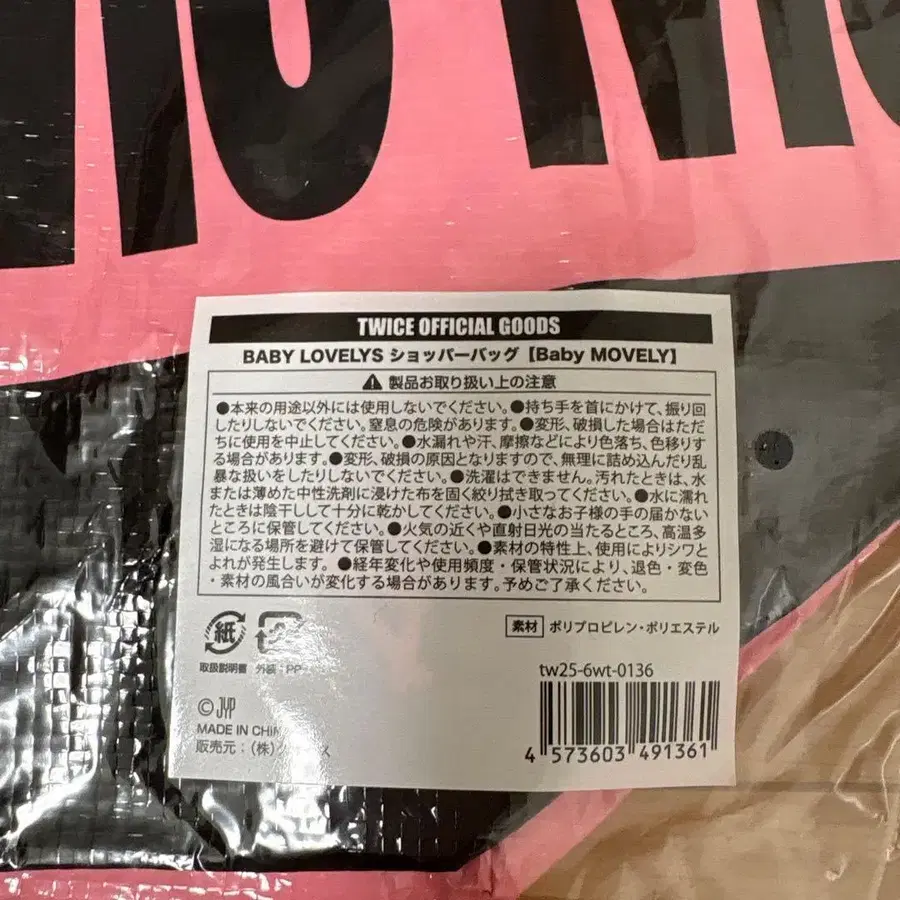 TWICE OFFICIAL GOODS
BABY LOVELYS ショッパーバッグ【Baby MOVELY】
⚠ 製品お取り扱い上の注意
●本来の用途以外には使用しないでください。●持ち手を首にかけて、振り回
したりしないでください。窒息の危険があります。●変形、破損した場合はただ
ちに使用を中止してください。●水漏れや汗、摩擦などにより色落ち、色移りす
る場合があります。●変形、破損の原因となりますので、無理に詰め込んだり乱
暴な扱いをしたりしないでください。●洗濯はできません。汚れたときは、水
または薄めた中性洗剤に浸けた布を固く絞り拭き取ってください。●水に濡れ
たときは陰干しして十分に乾かしてください。●小さなお子様の手の届かない
ところに保管してください。●火気の近くや直射日光の当たるところ、高温多
湿になる場所を避けて保管してください。●素材の特性上、使用によりシワと
よれが発生します。●経年変化や使用頻度・保管状況により、退色・変色
・素材の風合いが変化する場合があります。予めご了承ください。
紙
取扱説明書 外装:PP
素材 ポリプロピレン・ポリエステル
tw25-6wt-0136
©JYP
MADE IN
販売元:(株)
4 573603 491361